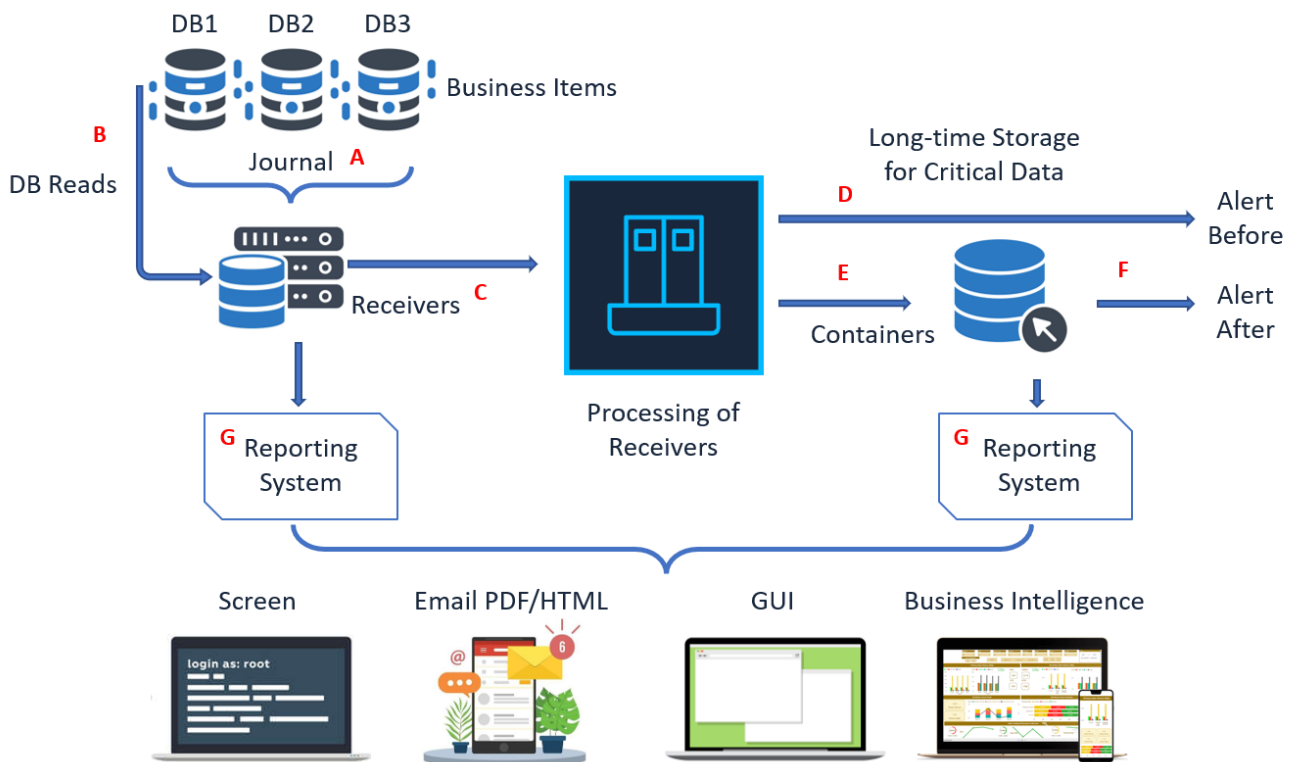 DB1
DB2
DB3
Business Items
B
Journal
A
DB Reads
Long-time Storage
for Critical Data
D
Alert
Before
Receivers
C
E
Containers
F
Alert
After
Processing of
Receivers
G
Reporting
System
G
Reporting
System
Screen
Email PDF/HTML
GUI
Business Intelligence
login as: root
@
6